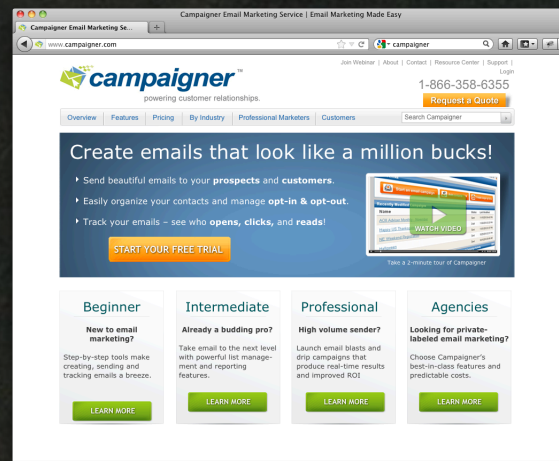 Campaigner Email Marketing Service | Email Marketing Made Easy
Campaigner Email Marketing Se...
www.campaigner.com
campaigner
Join Webinar | About | Contact | Resource Center | Support |
Login
campaigner™
powering customer relationships.
1-866-358-6355
Request a Quote
Overview Features Pricing By Industry Professional Marketers Customers Search Campaigner
Create emails that look like a million bucks!
Send beautiful emails to your prospects and customers.
Easily organize your contacts and manage opt-in & opt-out.
Track your emails – see who opens, clicks, and reads!
START YOUR FREE TRIAL
Name
WATCH VIDEO
Take a 2-minute tour of Campaigner
Beginner
New to email
marketing?
Step-by-step tools make
creating, sending and
tracking emails a breeze.
LEARN MORE
Intermediate
Already a budding pro?
Take email to the next level
with powerful list manage-
ment and reporting
features.
LEARN MORE
Professional
High volume sender?
Launch email blasts and
drip campaigns that
produce real-time results
and improved ROI
LEARN MORE
Agencies
Looking for private-
labeled email marketing?
Choose Campaigner's
best-in-class features and
predictable costs.
LEARN MORE